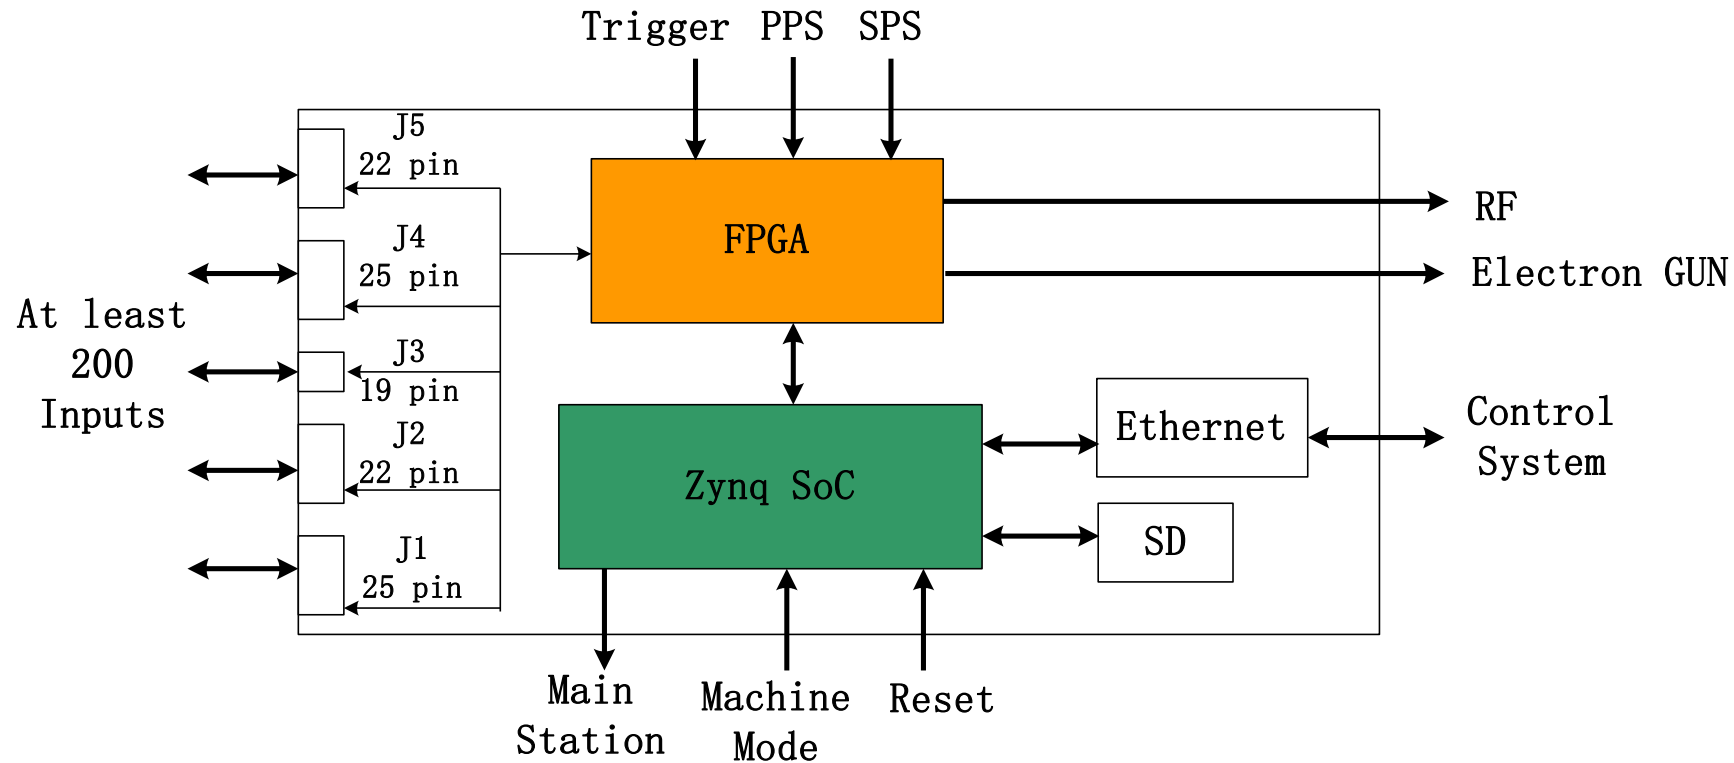 Trigger PPS SPS
J5
22 pin
J4
25 pin
J3
19 pin
J2
22 pin
J1
25 pin
At least
200
Inputs
FPGA
RF
Electron GUN
Zynq SoC
Ethernet
SD
Control
System
Main
Station
Machine
Mode
Reset